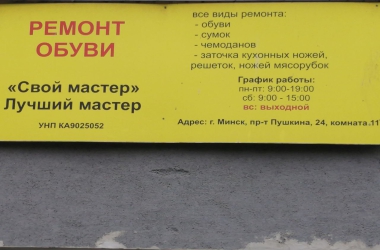 РЕМОНТ
ОБУВИ
«Свой мастер»
Лучший мастер
УНП КА9025052
все виды ремонта:
- обуви
- сумок
- чемоданов
- заточка кухонных ножей,
решеток, ножей мясорубок
График работы:
пн-пт: 9:00-19:00
сб: 9:00 - 15:00
вс: выходной
Адрес: г. Минск, пр-т Пушкина, 24, комната.11